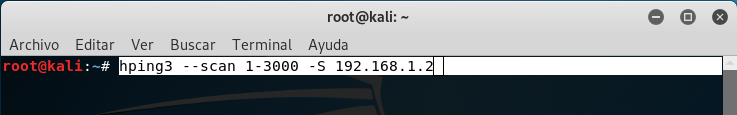 root@kali: ~
Archivo Editar Ver Buscar Terminal Ayuda
root@kali:~# hping3 --scan 1-3000 -S 192.168.1.2